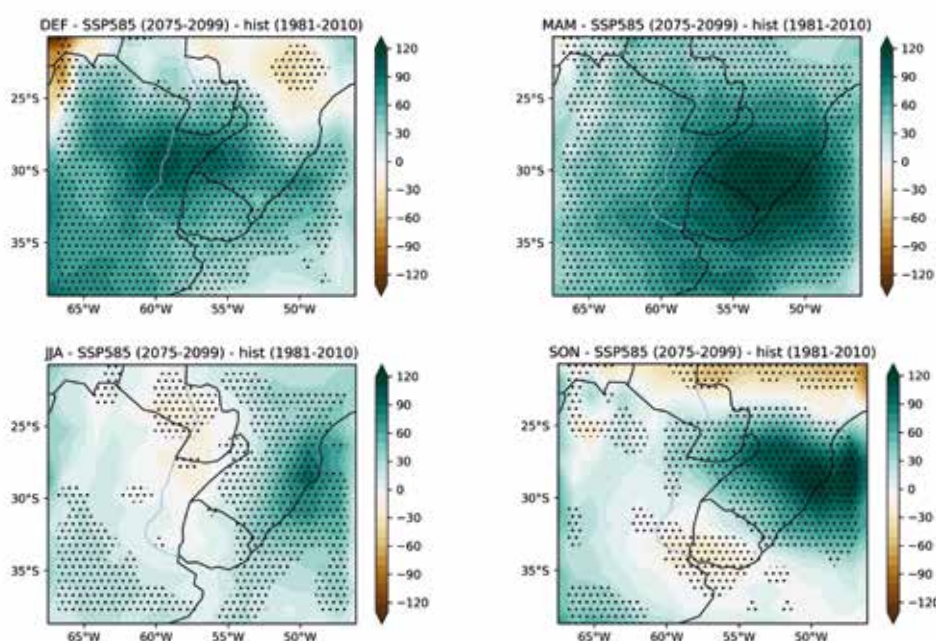 DEF - SSP585 (2075-2099) - hist (1981-2010)
120
90
60
30
0
−30
−60
−90
−120
25°S
30°S
35°S
65°W
60°W
55°W
50°W
MAM - SSP585 (2075-2099) - hist (1981-2010)
120
90
60
30
0
−30
−60
−90
−120
25°S
30°S
35°S
65°W
60°W
55°W
50°W
JJA - SSP585 (2075-2099) - hist (1981-2010)
120
90
60
30
0
−30
−60
−90
−120
25°S
30°S
35°S
65°W
60°W
55°W
50°W
SON - SSP585 (2075-2099) - hist (1981-2010)
120
90
60
30
0
−30
−60
−90
−120
25°S
30°S
35°S
65°W
60°W
55°W
50°W